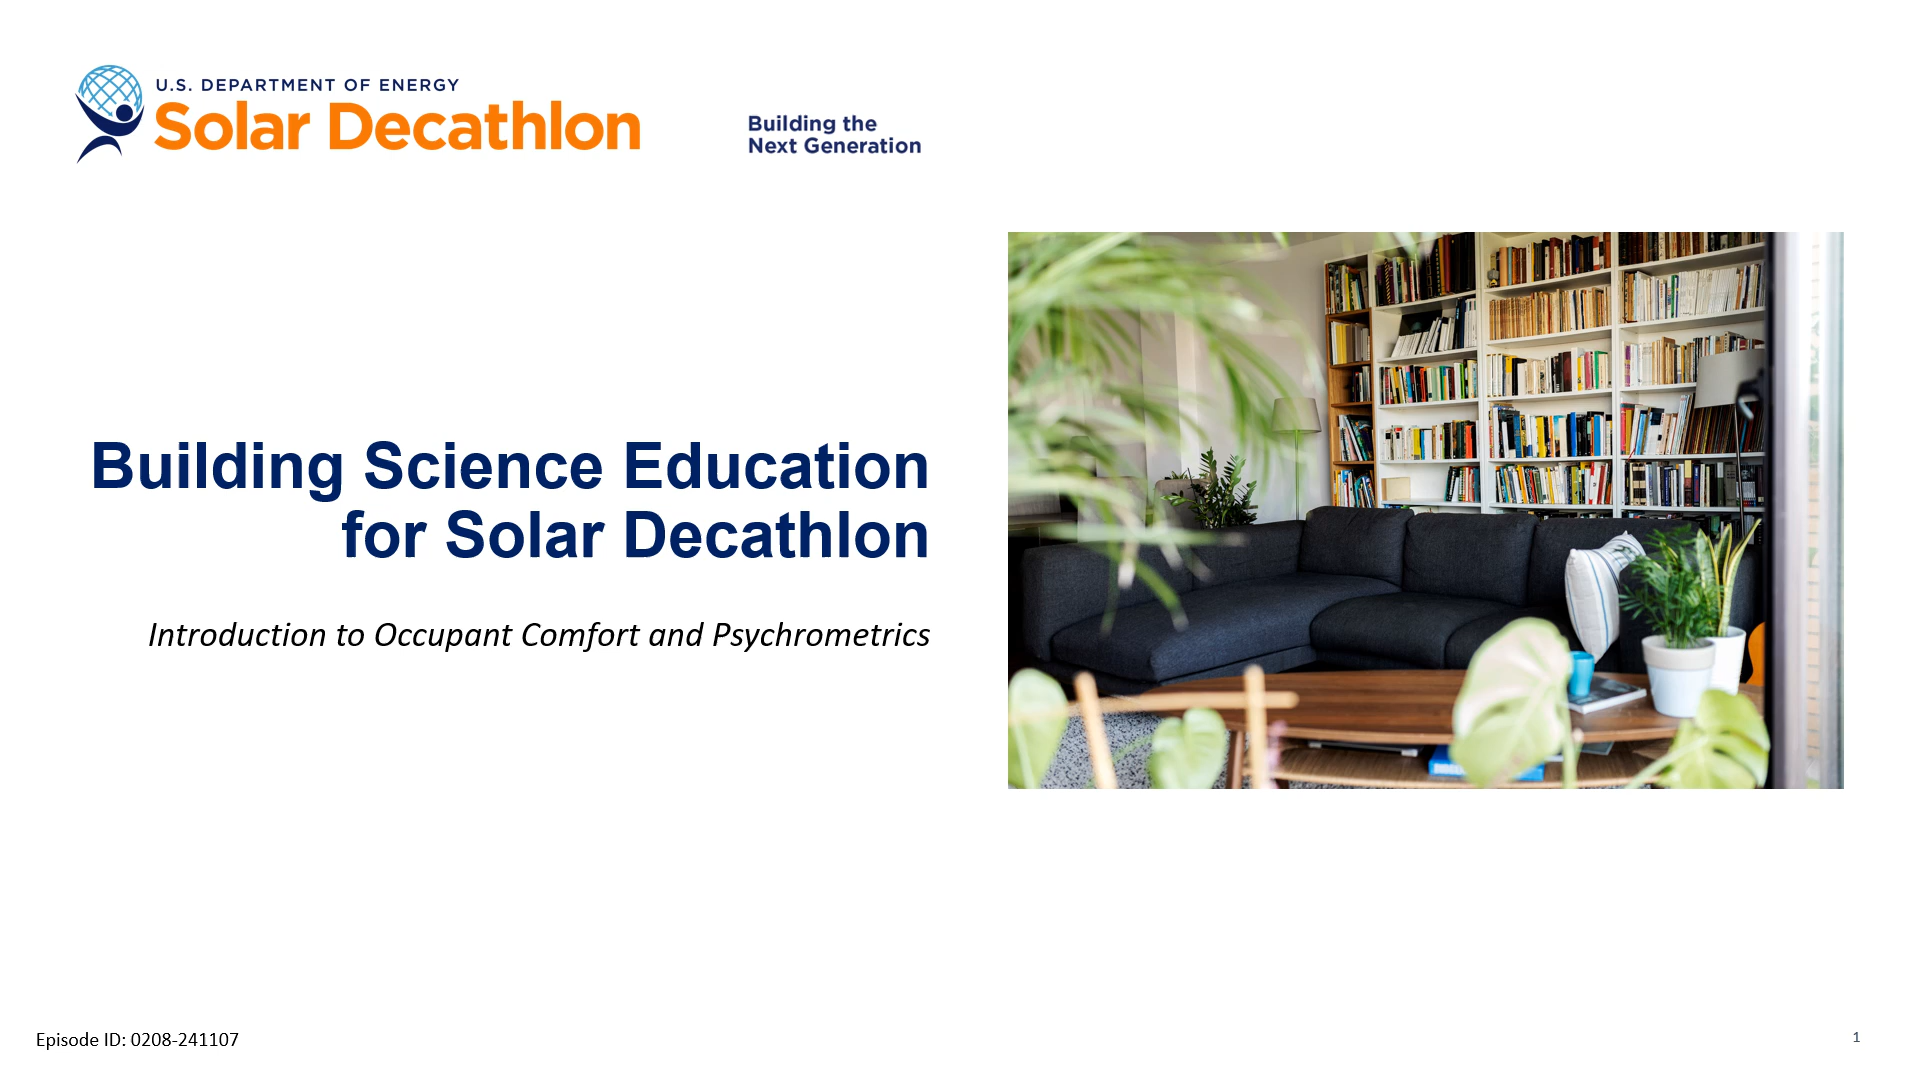 U.S. DEPARTMENT OF ENERGY
Solar Decathlon
Building the
Next Generation
Building Science Education
for Solar Decathlon
Introduction to Occupant Comfort and Psychrometrics
Episode ID: 0208-241107
1